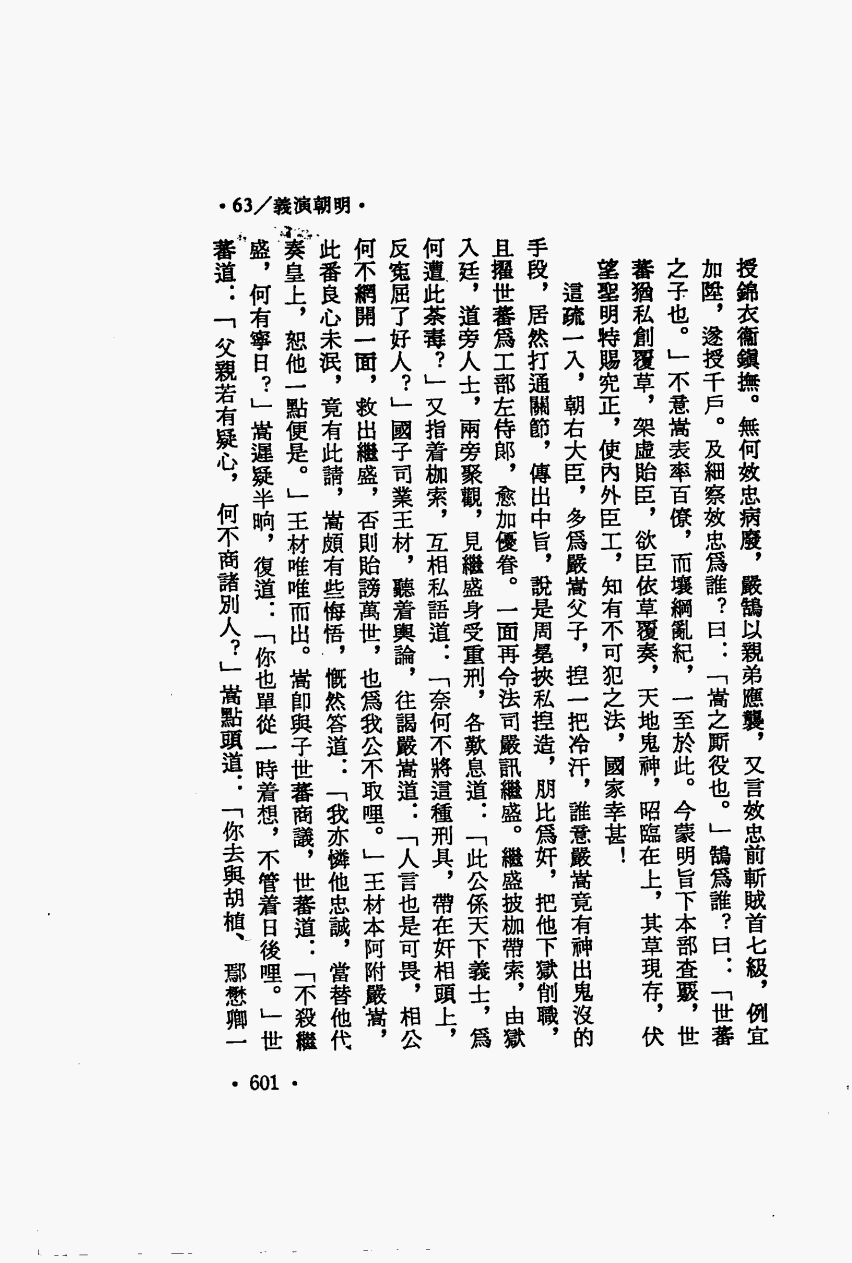 ·63/義演朝明·
授錦衣衞鎭撫。無何效忠病廢，嚴鵠以親弟應襲，又言效忠前斬賊首七級，例宜
加陞，遂授千戶。及細察效忠爲誰？曰：「嵩之厮役也。」鵠爲誰？曰：「世蕃
之子也。」不意嵩表率百僚，而壞綱亂紀，一至於此。今蒙明旨下本部查覈，世
蕃猶私創覆草，架虛貽臣，欲臣依草覆奏，天地鬼神，昭臨在上，其草現存，伏
望聖明特賜究正，使內外臣工，知有不可犯之法，國家幸甚！
這疏一入，朝右大臣，多爲嚴嵩父子，揑一把冷汗，誰意嚴嵩竟有神出鬼沒的
手段，居然打通關節，傳出中旨，說是周冕挾私揑造，朋比爲奸，把他下獄削職，
且擢世蕃爲工部左侍郎，愈加優眷。一面再令法司嚴訊繼盛。繼盛披枷帶索，由獄
入廷，道旁人士，兩旁聚觀，見繼盛身受重刑，各歎息道：「此公係天下義士，爲
何遭此荼毒？」又指着枷索，互相私語道：「奈何不將這種刑具，帶在奸相頭上，
反寃屈了好人？」國子司業王材，聽着輿論，往謁嚴嵩道：「人言也是可畏，相公
何不網開一面，救出繼盛，否則貽謗萬世，也爲我公不取哩。」王材本阿附嚴嵩，
此番良心未泯，竟有此請，嵩頗有些悔悟，慨然答道：「我亦憐他忠誠，當替他代
奏皇上，恕他一點便是。」王材唯唯而出。嵩卽與子世蕃商議，世蕃道：「不殺繼
盛，何有寧日？」嵩遲疑半晌，復道：「你也單從一時着想，不管着日後哩。」世
蕃道：「父親若有疑心，何不商諸別人？」嵩點頭道：「你去與胡植、鄢懋卿一
·601·